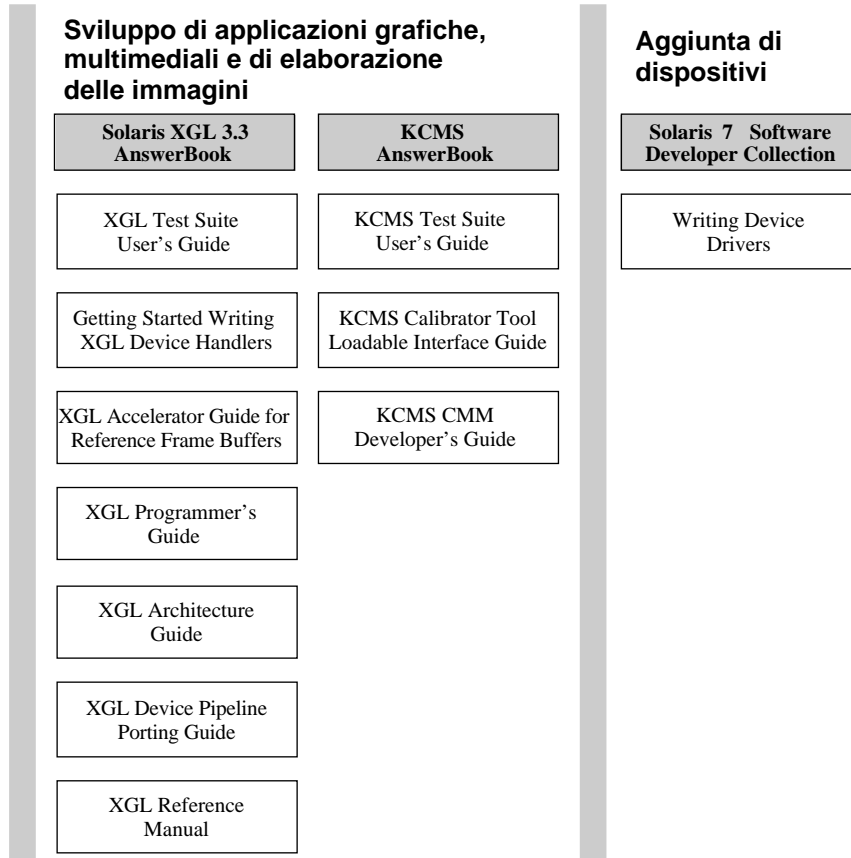 Sviluppo di applicazioni grafiche,
multimediali e di elaborazione
delle immagini
Solaris XGL 3.3
AnswerBook
XGL Test Suite
User’s Guide
Getting Started Writing
XGL Device Handlers
XGL Accelerator Guide for
Reference Frame Buffers
XGL Programmer’s
Guide
XGL Architecture
Guide
XGL Device Pipeline
Porting Guide
XGL Reference
Manual
KCMS
AnswerBook
KCMS Test Suite
User’s Guide
KCMS Calibrator Tool
Loadable Interface Guide
KCMS CMM
Developer’s Guide
Aggiunta di
dispositivi
Solaris 7 Software
Developer Collection
Writing Device
Drivers